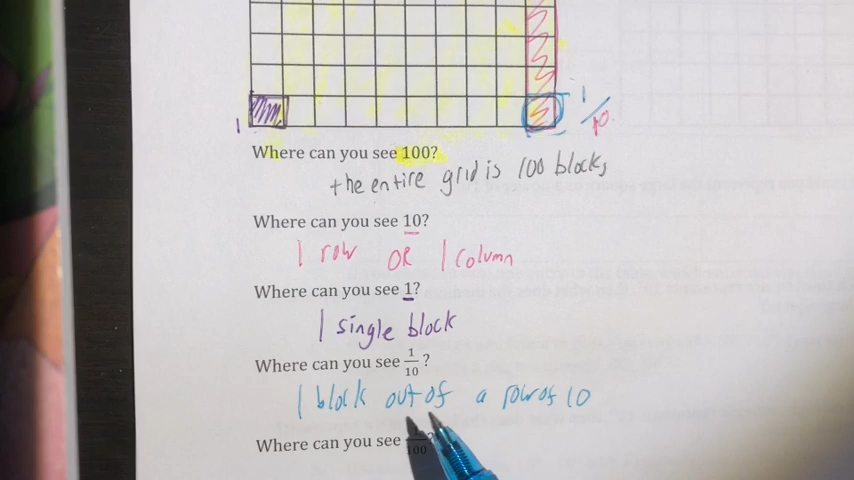 1
1/10
Where can you see 100?
the entire grid is 100 blocks
Where can you see 10?
1 row OR 1 column
Where can you see 1?
1 single block
Where can you see 1/10?
1 block out of a row of 10
Where can you see 1/100?